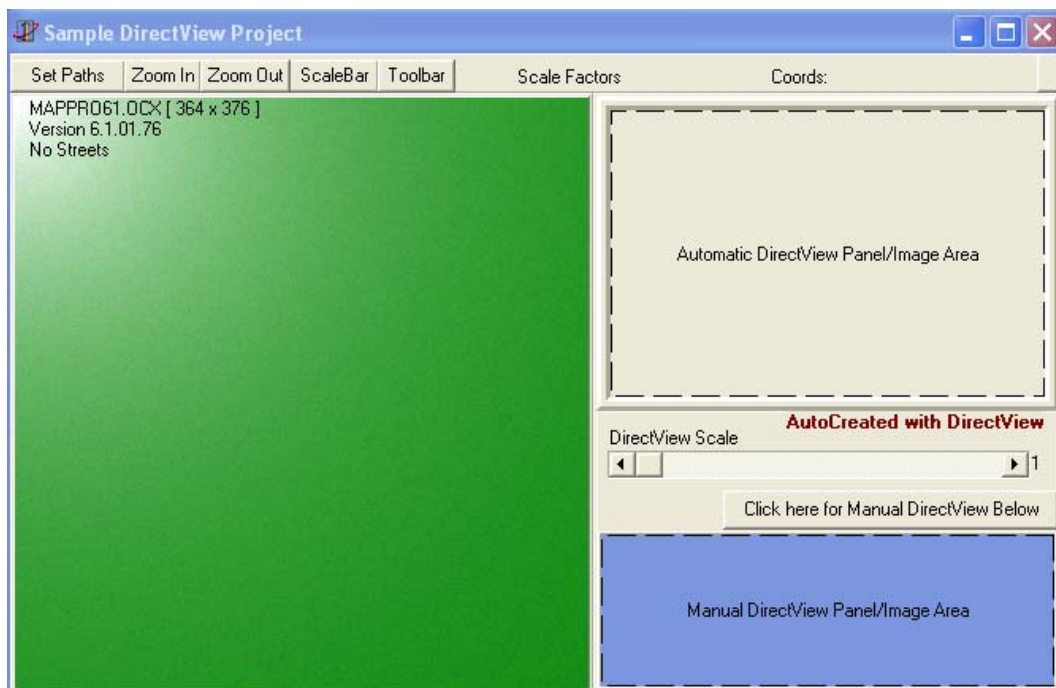 Sample DirectView Project
Set Paths Zoom In Zoom Out ScaleBar Toolbar Scale Factors Coords:
MAPPRO61.OCX [ 364 x 376 ]
Version 6.1.01.76
No Streets
Automatic DirectView Panel/Image Area
AutoCreated with DirectView
DirectView Scale
1
Click here for Manual DirectView Below
Manual DirectView Panel/Image Area